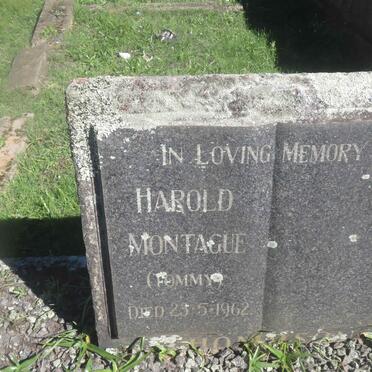 IN LOVING MEMORY
HAROLD
MONTAGUE
(TOMMY)
DIED 23·5·1962